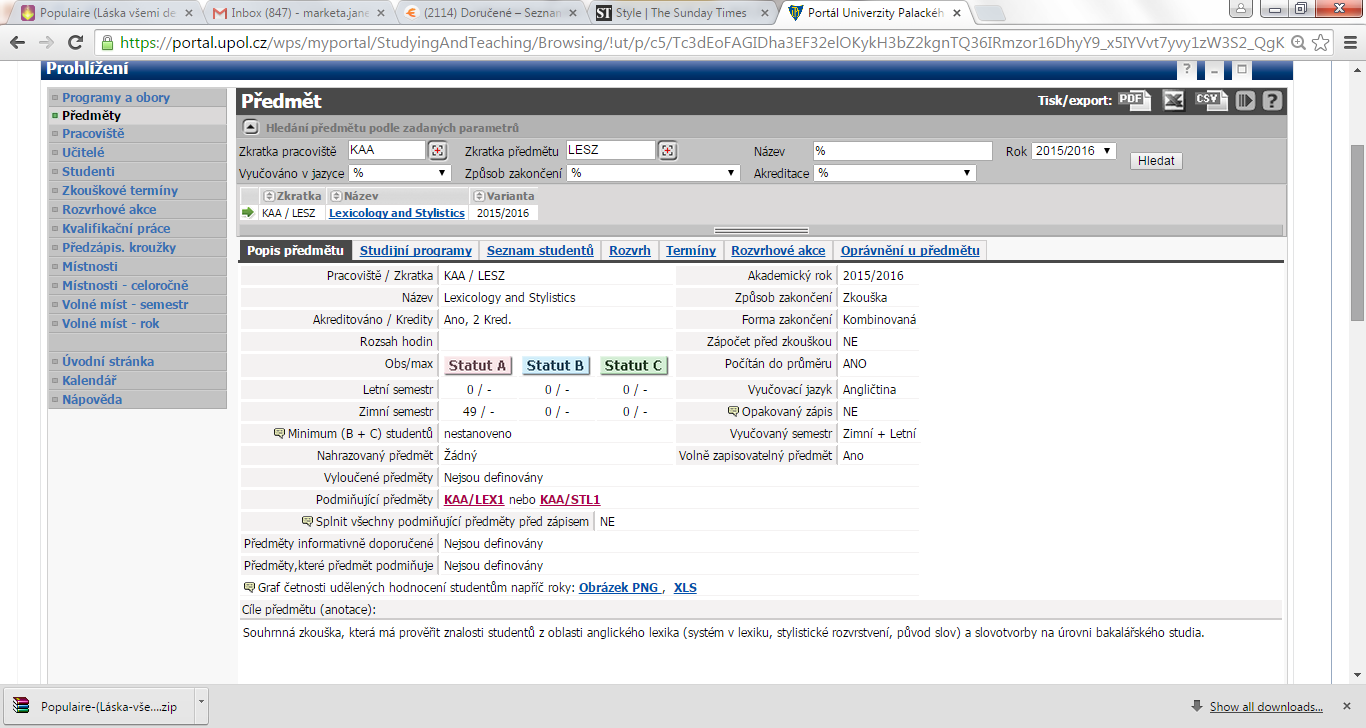 Populaire (Láska všemi de
Inbox (847) - marketa.jane
(2114) Doručené – Seznam
Style | The Sunday Times
Portál Univerzity Palackéh
https://portal.upol.cz/wps/myportal/StudyingAndTeaching/Browsing/!ut/p/c5/Tc3dEoFAGIDha3EF32elOKykH3bZ2kgnTQ36IRmzor16DhyY9_x5IYVvt7yvy1zW3S2_QgK
Prohlížení
Programy a obory
Předměty
Pracoviště
Učitelé
Studenti
Zkouškové termíny
Rozvrhové akce
Kvalifikační práce
Předzápis. kroužky
Místnosti
Místnosti - celoročně
Volné míst - semestr
Volné míst - rok
Úvodní stránka
Kalendář
Nápověda
Předmět Tisk/export: PDF CSV
Hledání předmětu podle zadaných parametrů
Zkratka pracoviště KAA Zkratka předmětu LESZ Název % Rok 2015/2016 Hledat
Vyučováno v jazyce % Způsob zakončení % Akreditace %
Zkratka Název Varianta
KAA / LESZ Lexicology and Stylistics 2015/2016
Popis předmětu Studijní programy Seznam studentů Rozvrh Termíny Rozvrhové akce Oprávnění u předmětu
Pracoviště / Zkratka KAA / LESZ Akademický rok 2015/2016
Název Lexicology and Stylistics Způsob zakončení Zkouška
Akreditováno / Kredity Ano, 2 Kred. Forma zakončení Kombinovaná
Rozsah hodin Zápočet před zkouškou NE
Obs/max Statut A Statut B Statut C Počítán do průměru ANO
Letní semestr 0 / - 0 / - 0 / - Vyučovací jazyk Angličtina
Zimní semestr 49 / - 0 / - 0 / - Opakovaný zápis NE
Minimum (B + C) studentů nestanoveno Vyučovaný semestr Zimní + Letní
Nahrazovaný předmět Žádný Volně zapisovatelný předmět Ano
Vyloučené předměty Nejsou definovány
Podmiňující předměty KAA/LEX1 nebo KAA/STL1
Splnit všechny podmiňující předměty před zápisem NE
Předměty informativně doporučené Nejsou definovány
Předměty,které předmět podmiňuje Nejsou definovány
Graf četnosti udělených hodnocení studentům napříč roky: Obrázek PNG , XLS
Cíle předmětu (anotace):
Souhrnná zkouška, která má prověřit znalosti studentů z oblasti anglického lexika (systém v lexiku, stylistické rozvrstvení, původ slov) a slovotvorby na úrovni bakalářského studia.
Populaire-(Láska-vše....zip
Show all downloads...